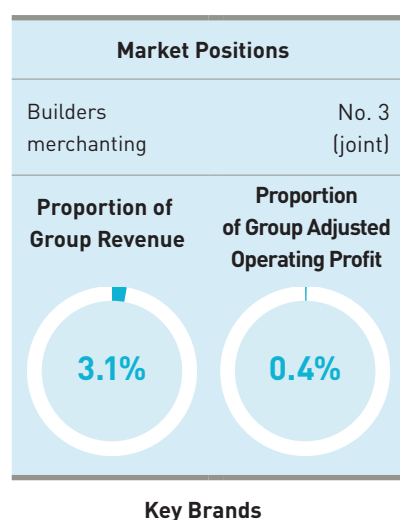 Market Positions
Builders merchanting
No. 3 (joint)
Proportion of
Group Revenue
Proportion
of Group Adjusted
Operating Profit
3.1%
0.4%
Key Brands